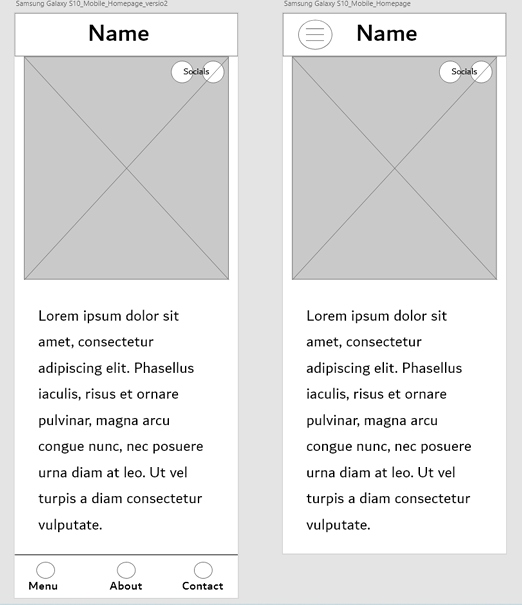 Samsung Galaxy S10_Mobile_Homepage_versio2
Name
Socials
Lorem ipsum dolor sit
amet, consectetur
adipiscing elit. Phasellus
iaculis, risus et ornare
pulvinar, magna arcu
congue nunc, nec posuere
urna diam at leo. Ut vel
turpis a diam consectetur
vulputate.
Menu About Contact
Samsung Galaxy S10_Mobile_Homepage
Name
Socials
Lorem ipsum dolor sit
amet, consectetur
adipiscing elit. Phasellus
iaculis, risus et ornare
pulvinar, magna arcu
congue nunc, nec posuere
urna diam at leo. Ut vel
turpis a diam consectetur
vulputate.